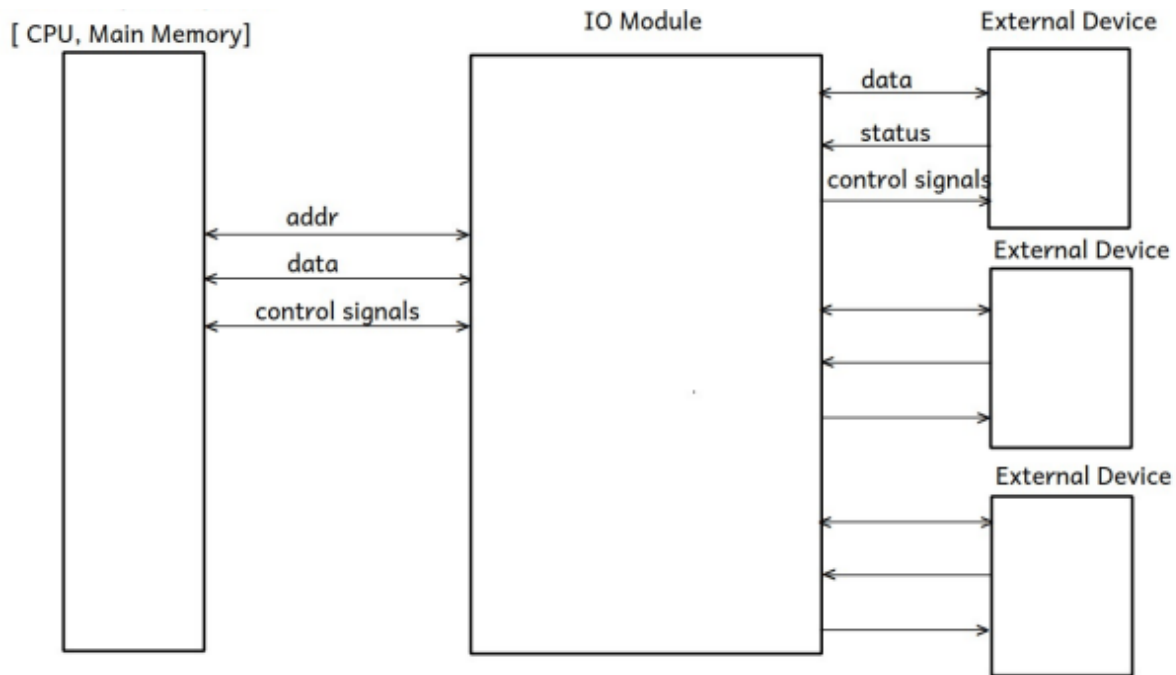 [ CPU, Main Memory]
IO Module
External Device
data
status
control signals
addr
data
control signals
External Device
External Device